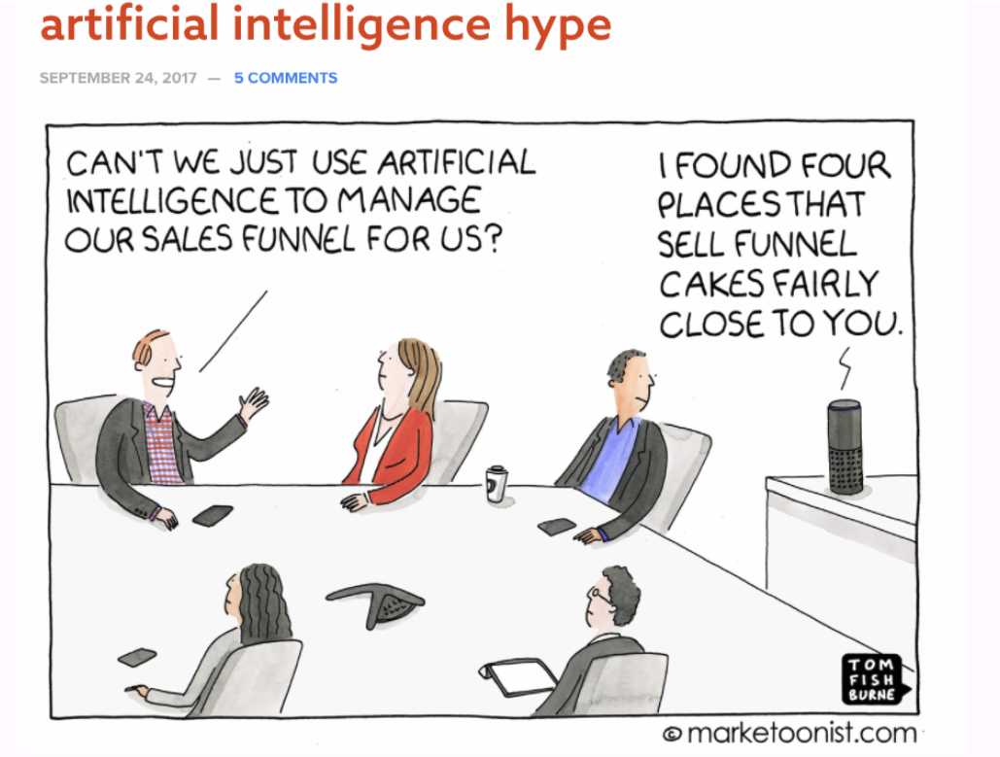 artificial intelligence hype
SEPTEMBER 24, 2017 — 5 COMMENTS
CAN'T WE JUST USE ARTIFICIAL
INTELLIGENCE TO MANAGE
OUR SALES FUNNEL FOR US?
I FOUND FOUR
PLACES THAT
SELL FUNNEL
CAKES FAIRLY
CLOSE TO YOU.
TOM
FISH
BURNE
© marketoonist.com